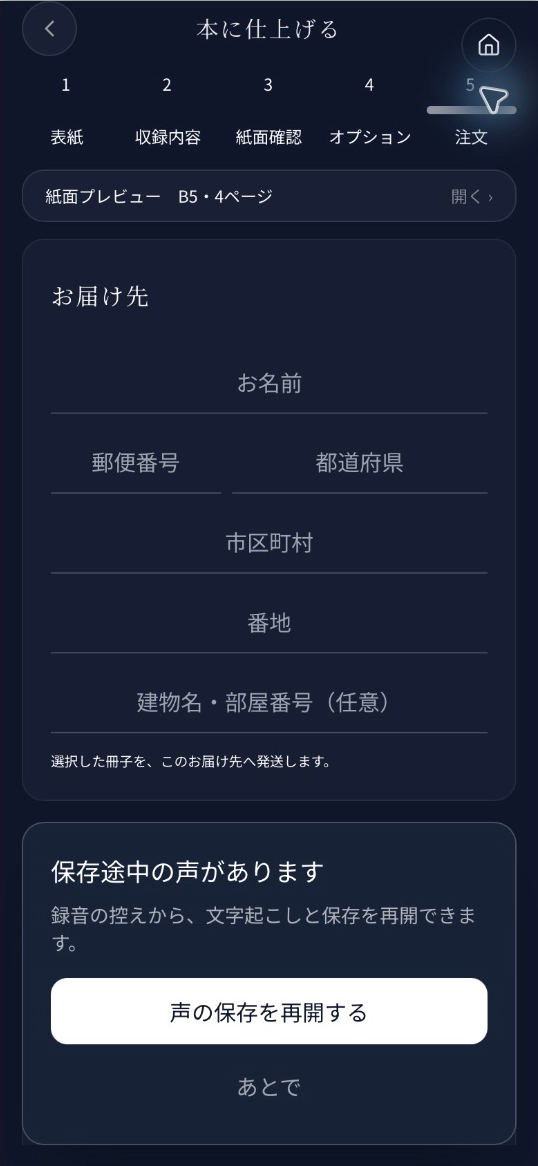 本に仕上げる
1 2 3 4 5
表紙 収録内容 紙面確認 オプション 注文
紙面プレビュー B5・4ページ 開く ›
お届け先
お名前
郵便番号 都道府県
市区町村
番地
建物名・部屋番号（任意）
選択した冊子を、このお届け先へ発送します。
保存途中の声があります
録音の控えから、文字起こしと保存を再開できま
す。
声の保存を再開する
あとで